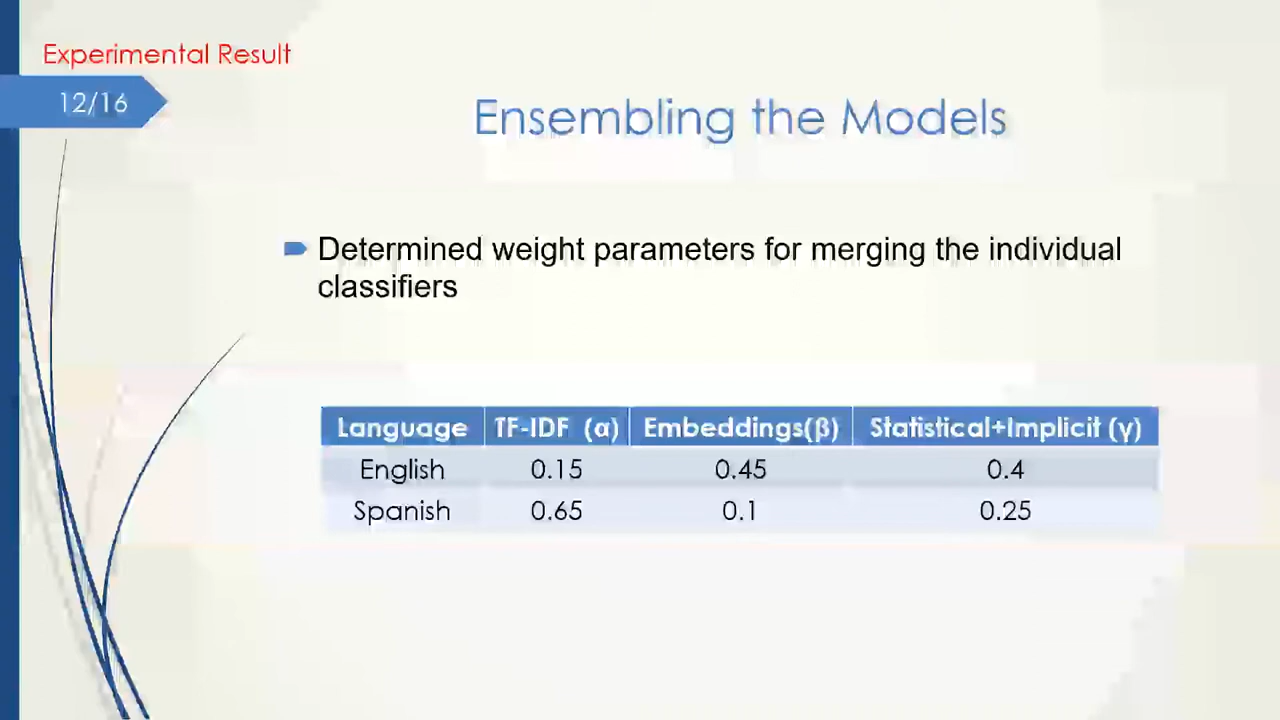 Experimental Result
12/16
Ensembling the Models
Determined weight parameters for merging the individual
classifiers
Language TF-IDF (α) Embeddings(β) Statistical+Implicit (γ)
English 0.15 0.45 0.4
Spanish 0.65 0.1 0.25